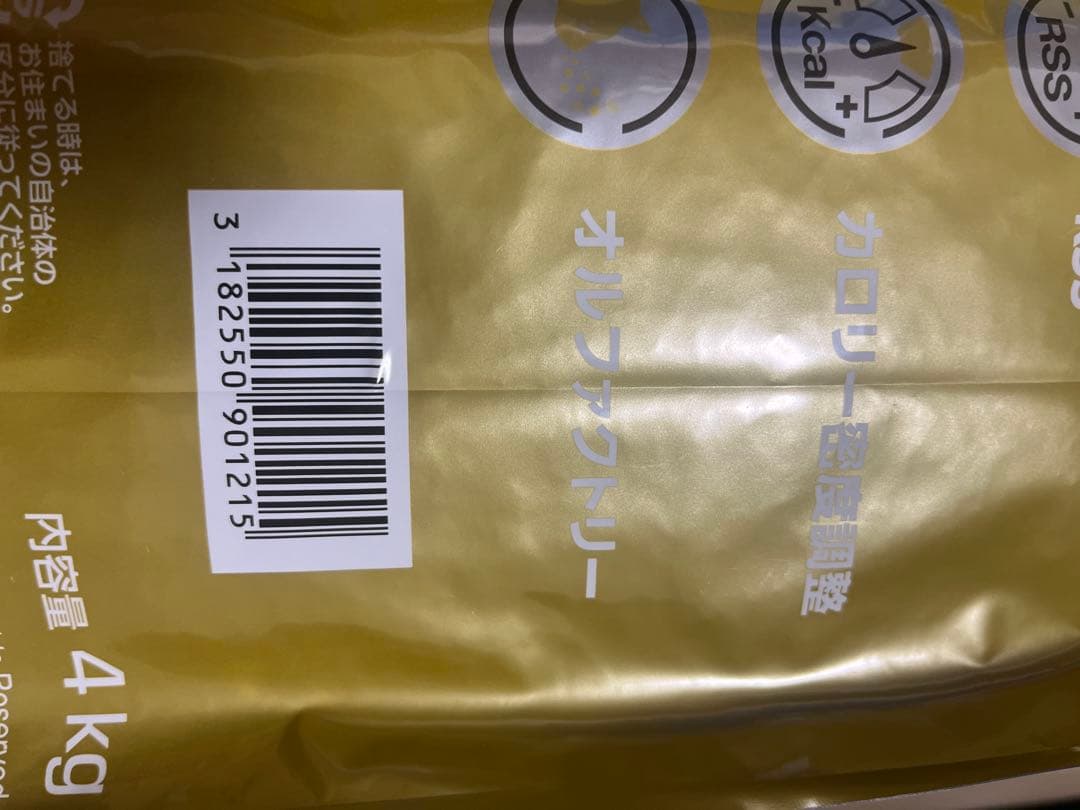 RSS
- Kcal +
カロリー密度調整
オルファクトリー
3 182550 901215
捨てる時は、
お住まいの自治体の
区分に従ってください。
内容量 4kg
Reserved